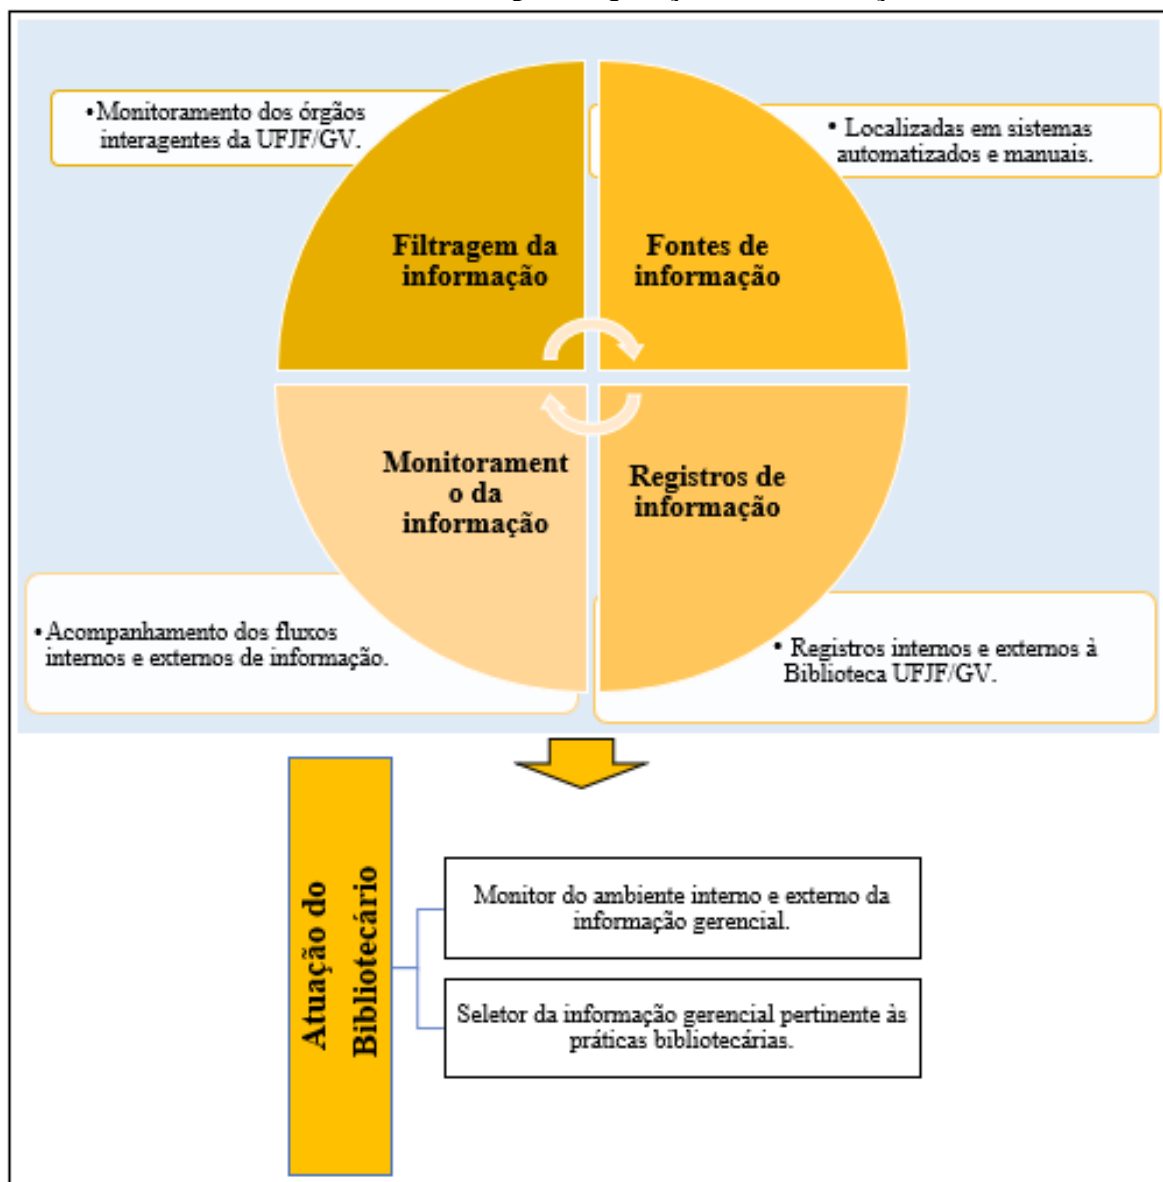 •Monitoramento dos órgãos
interagentes da UFJF/GV.
• Localizadas em sistemas
automatizados e manuais.
Filtragem da
informação
Fontes de
informação
Monitorament
o da
informação
Registros de
informação
•Acompanhamento dos fluxos
internos e externos de informação.
• Registros internos e externos à
Biblioteca UFJF/GV.
Atuação do
Bibliotecário
Monitor do ambiente interno e externo da
informação gerencial.
Seletor da informação gerencial pertinente às
práticas bibliotecárias.